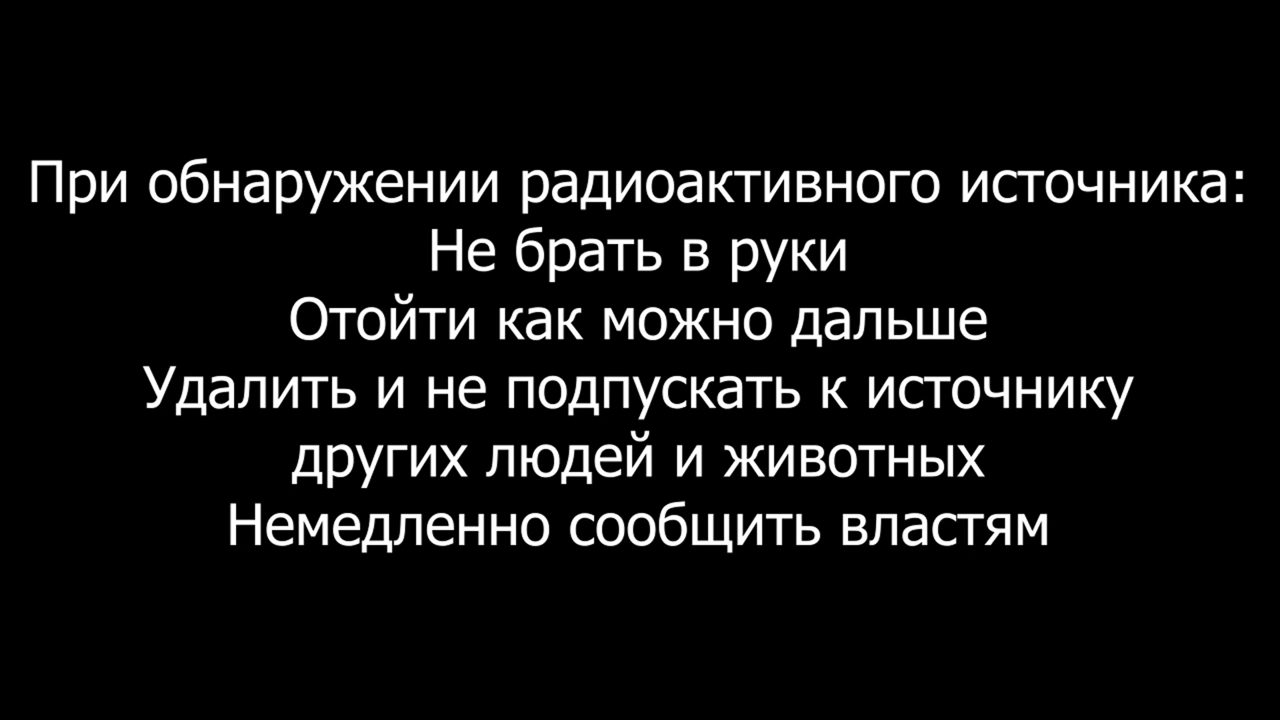 При обнаружении радиоактивного источника:
Не брать в руки
Отойти как можно дальше
Удалить и не подпускать к источнику
других людей и животных
Немедленно сообщить властям